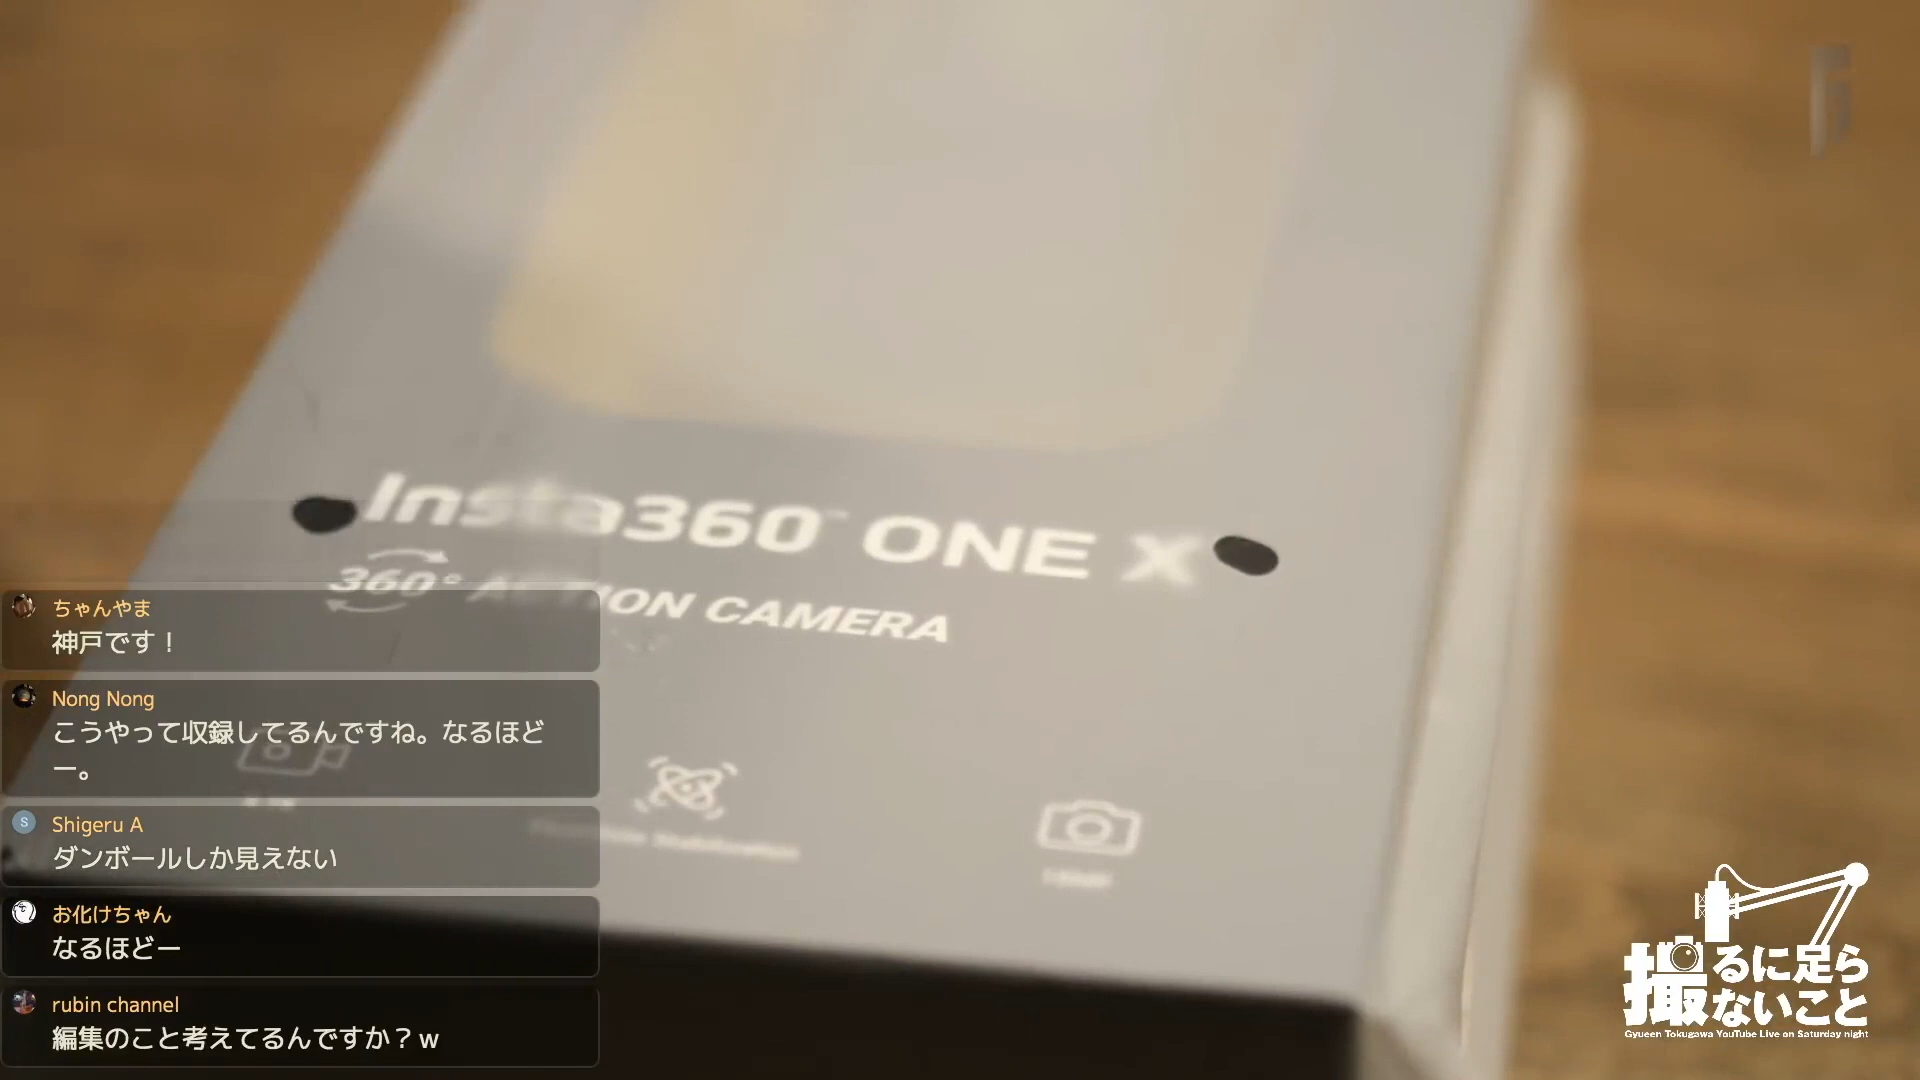 Insta360™ ONE X
360° ACTION CAMERA
ちゃんやま
神戸です！
Nong Nong
こうやって収録してるんですね。なるほど
ー。
S
Shigeru A
ダンボールしか見えない
お化けちゃん
なるほどー
rubin channel
編集のこと考えてるんですか？w
撮るに足ら
ないこと
Gyueen Tokugawa YouTube Live on Saturday night